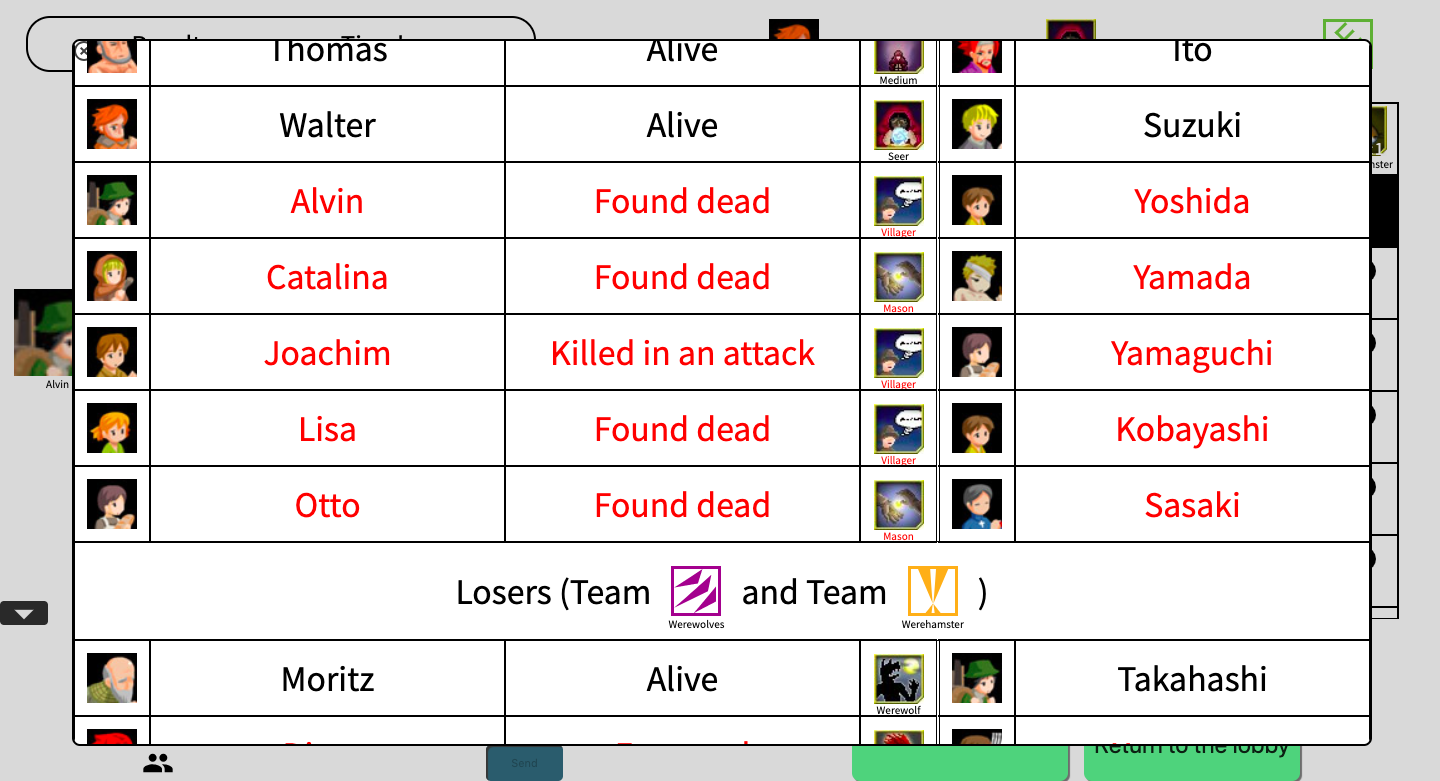 Thomas Alive Medium Ito
Walter Alive Seer Suzuki
Alvin Found dead Villager Yoshida
Catalina Found dead Mason Yamada
Joachim Killed in an attack Villager Yamaguchi
Lisa Found dead Villager Kobayashi
Otto Found dead Mason Sasaki
Losers (Team Werewolves and Team Werehamster )
Moritz Alive Werewolf Takahashi
Alvin
Send
Return to the lobby